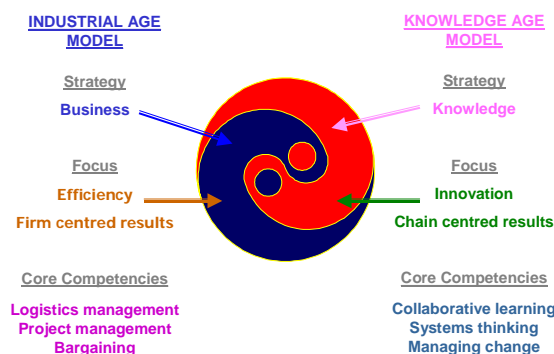 INDUSTRIAL AGE
MODEL
Strategy
Business
Focus
Efficiency
Firm centred results
Core Competencies
Logistics management
Project management
Bargaining
KNOWLEDGE AGE
MODEL
Strategy
Knowledge
Focus
Innovation
Chain centred results
Core Competencies
Collaborative learning
Systems thinking
Managing change